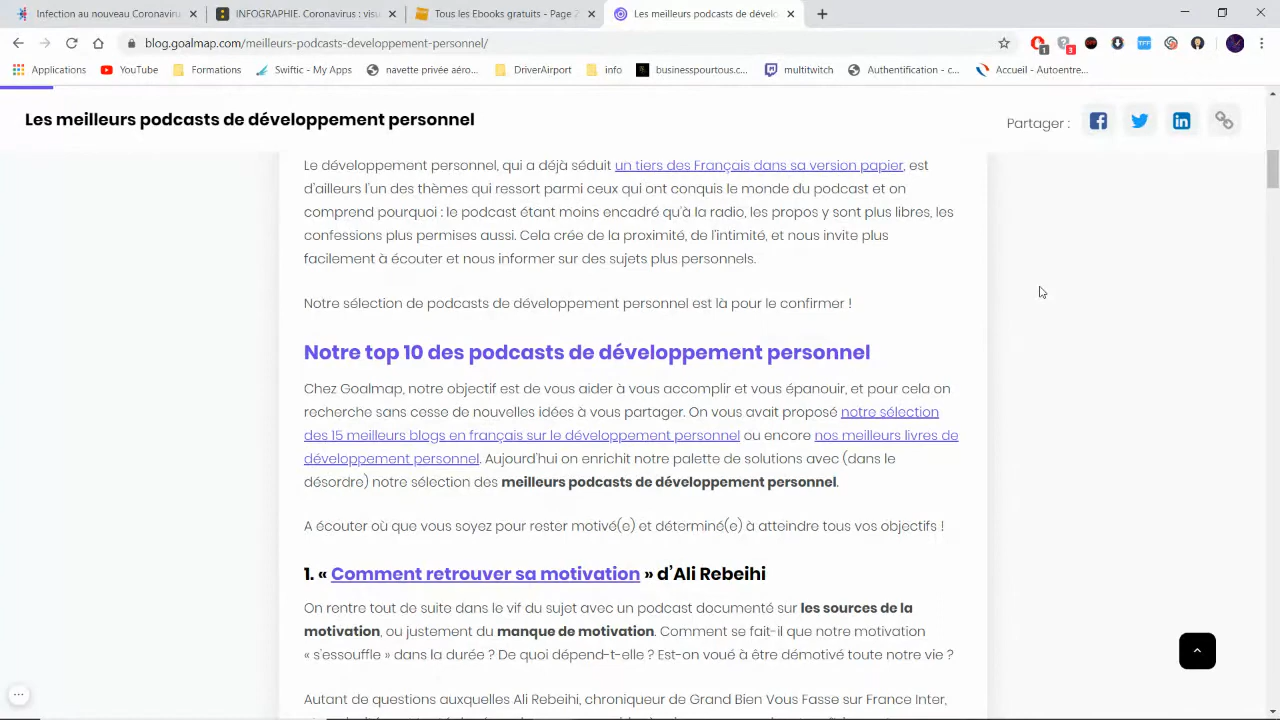 Infection au nouveau Coronaviru
INFOGRAPHIE. Coronavirus : visu
Tous les Ebooks gratuits - Page 2
Les meilleurs podcasts de dévelo
blog.goalmap.com/meilleurs-podcasts-developpement-personnel/
Applications
YouTube
Formations
Swiftic - My Apps
navette privée aéro...
DriverAirport
info
businesspourtous.c...
multitwitch
Authentification - c...
Accueil - Autoentre...
Les meilleurs podcasts de développement personnel
Partager :
Le développement personnel, qui a déjà séduit un tiers des Français dans sa version papier, est
d'ailleurs l'un des thèmes qui ressort parmi ceux qui ont conquis le monde du podcast et on
comprend pourquoi : le podcast étant moins encadré qu'à la radio, les propos y sont plus libres, les
confessions plus permises aussi. Cela crée de la proximité, de l'intimité, et nous invite plus
facilement à écouter et nous informer sur des sujets plus personnels.
Notre sélection de podcasts de développement personnel est là pour le confirmer !
Notre top 10 des podcasts de développement personnel
Chez Goalmap, notre objectif est de vous aider à vous accomplir et vous épanouir, et pour cela on
recherche sans cesse de nouvelles idées à vous partager. On vous avait proposé notre sélection
des 15 meilleurs blogs en français sur le développement personnel ou encore nos meilleurs livres de
développement personnel. Aujourd'hui on enrichit notre palette de solutions avec (dans le
désordre) notre sélection des meilleurs podcasts de développement personnel.
A écouter où que vous soyez pour rester motivé(e) et déterminé(e) à atteindre tous vos objectifs !
1. « Comment retrouver sa motivation » d'Ali Rebeihi
On rentre tout de suite dans le vif du sujet avec un podcast documenté sur les sources de la
motivation, ou justement du manque de motivation. Comment se fait-il que notre motivation
« s'essouffle » dans la durée ? De quoi dépend-t-elle ? Est-on voué à être démotivé toute notre vie ?
Autant de questions auxquelles Ali Rebeihi, chroniqueur de Grand Bien Vous Fasse sur France Inter,